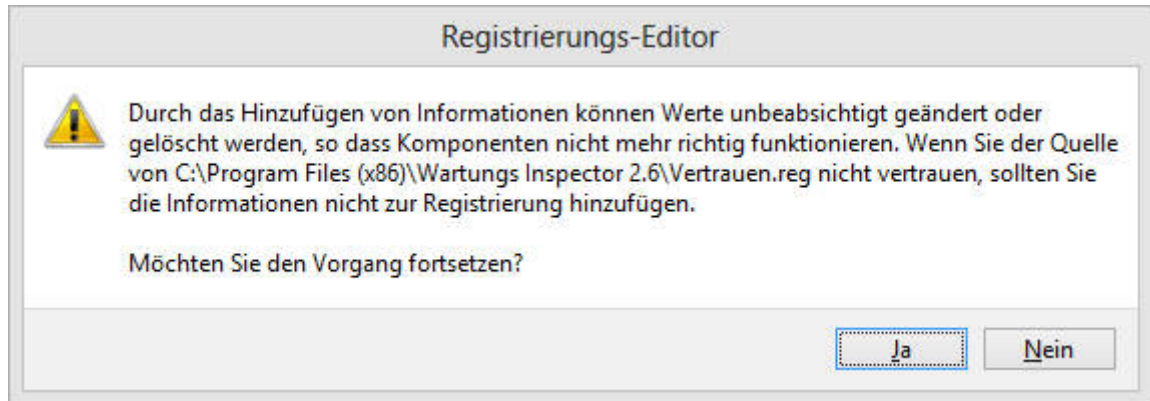 Registrierungs-Editor
Durch das Hinzufügen von Informationen können Werte unbeabsichtigt geändert oder
gelöscht werden, so dass Komponenten nicht mehr richtig funktionieren. Wenn Sie der Quelle
von C:\Program Files (x86)\Wartungs Inspector 2.6\Vertrauen.reg nicht vertrauen, sollten Sie
die Informationen nicht zur Registrierung hinzufügen.
Möchten Sie den Vorgang fortsetzen?
Ja
Nein